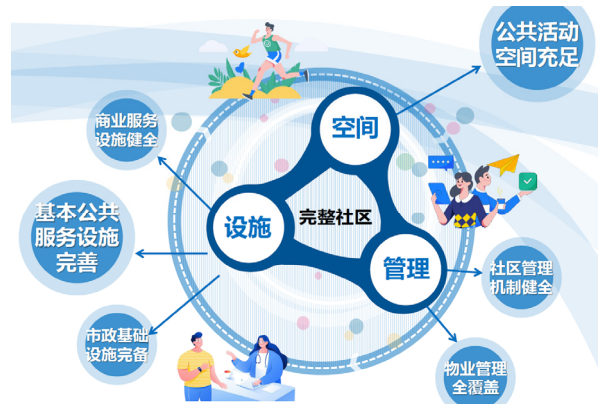 公共活动
空间充足
商业服务
设施健全
空间
基本公共
服务设施
完善
设施
完整社区
管理
社区管理
机制健全
市政基础
设施完备
物业管理
全覆盖